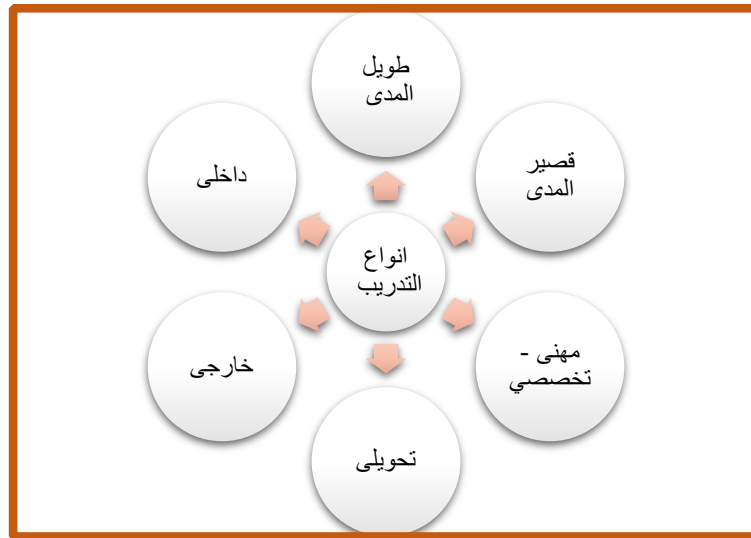 طويل
المدى
قصير
المدى
داخلى
انواع
التدريب
مهنى -
تخصصي
خارجى
تحويلى